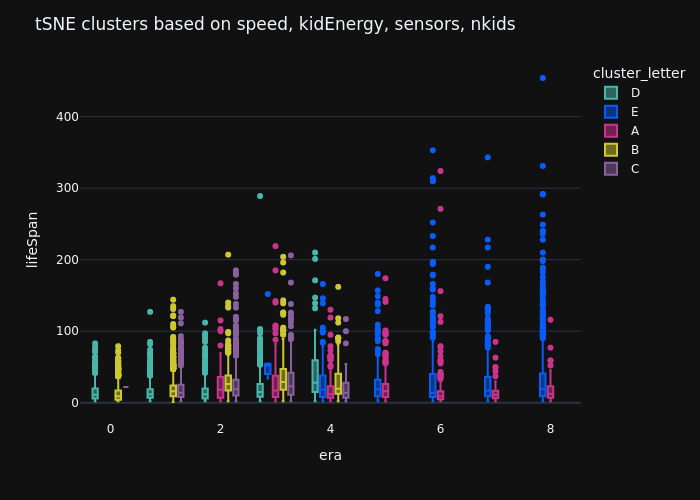 tSNE clusters based on speed, kidEnergy, sensors, nkids
cluster_letter
D
E
A
B
C
lifeSpan
400
300
200
100
0
0 2 4 6 8
era